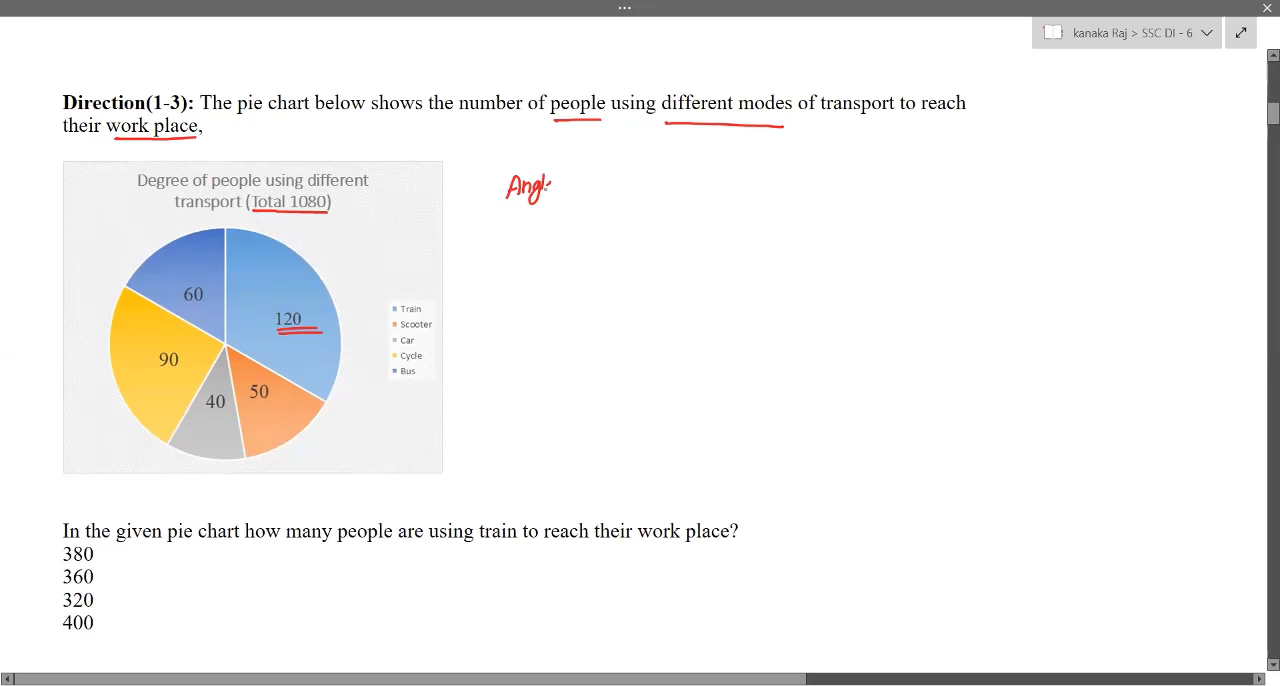 kanaka Raj > SSC DI - 6
Direction(1-3): The pie chart below shows the number of people using different modes of transport to reach
their work place,
Degree of people using different
transport (Total 1080)
Angl
60
120
90
50
40
Train
Scooter
Car
Cycle
Bus
In the given pie chart how many people are using train to reach their work place?
380
360
320
400